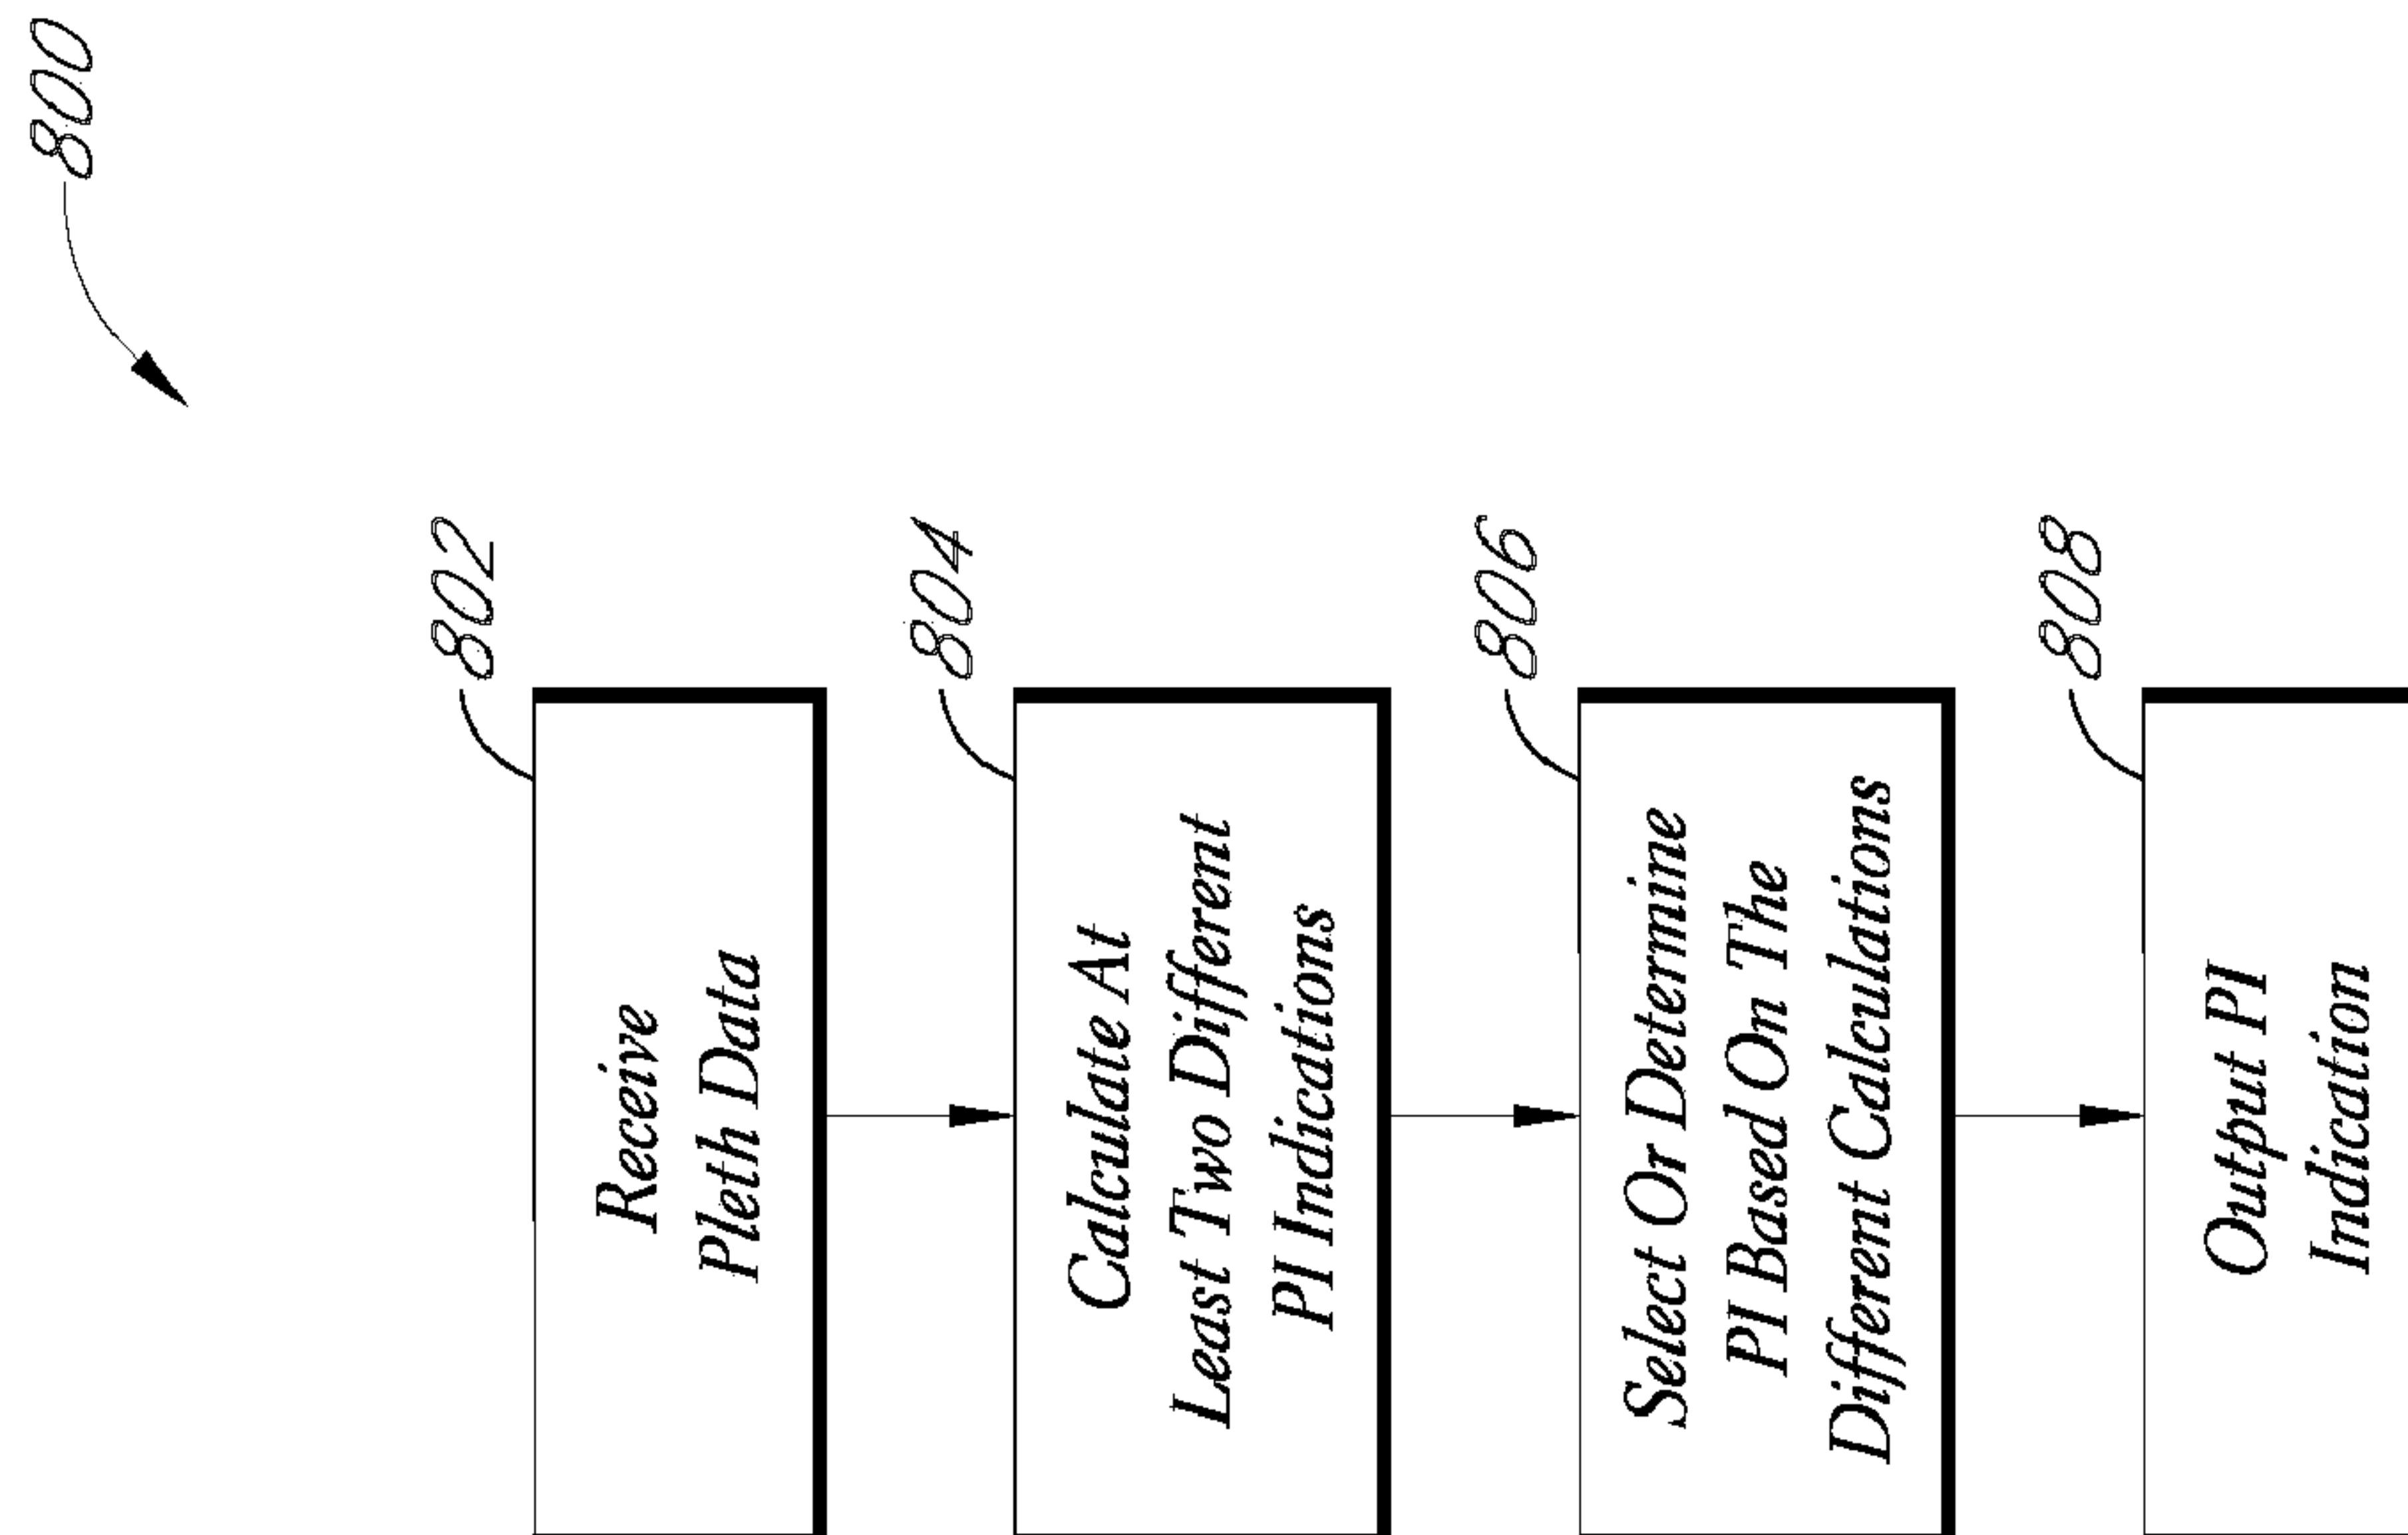 800
802
Receive
Pleth Data
804
Calculate At
Least Two Different
PI Indications
806
Select Or Determine
PI Based On The
Different Calculations
808
Output PI
Indication